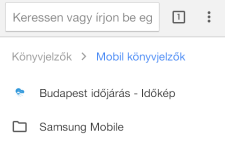 Keressen vagy írjon be eg
1
Könyvjelzők > Mobil könyvjelzők
Budapest időjárás - Időkép
Samsung Mobile